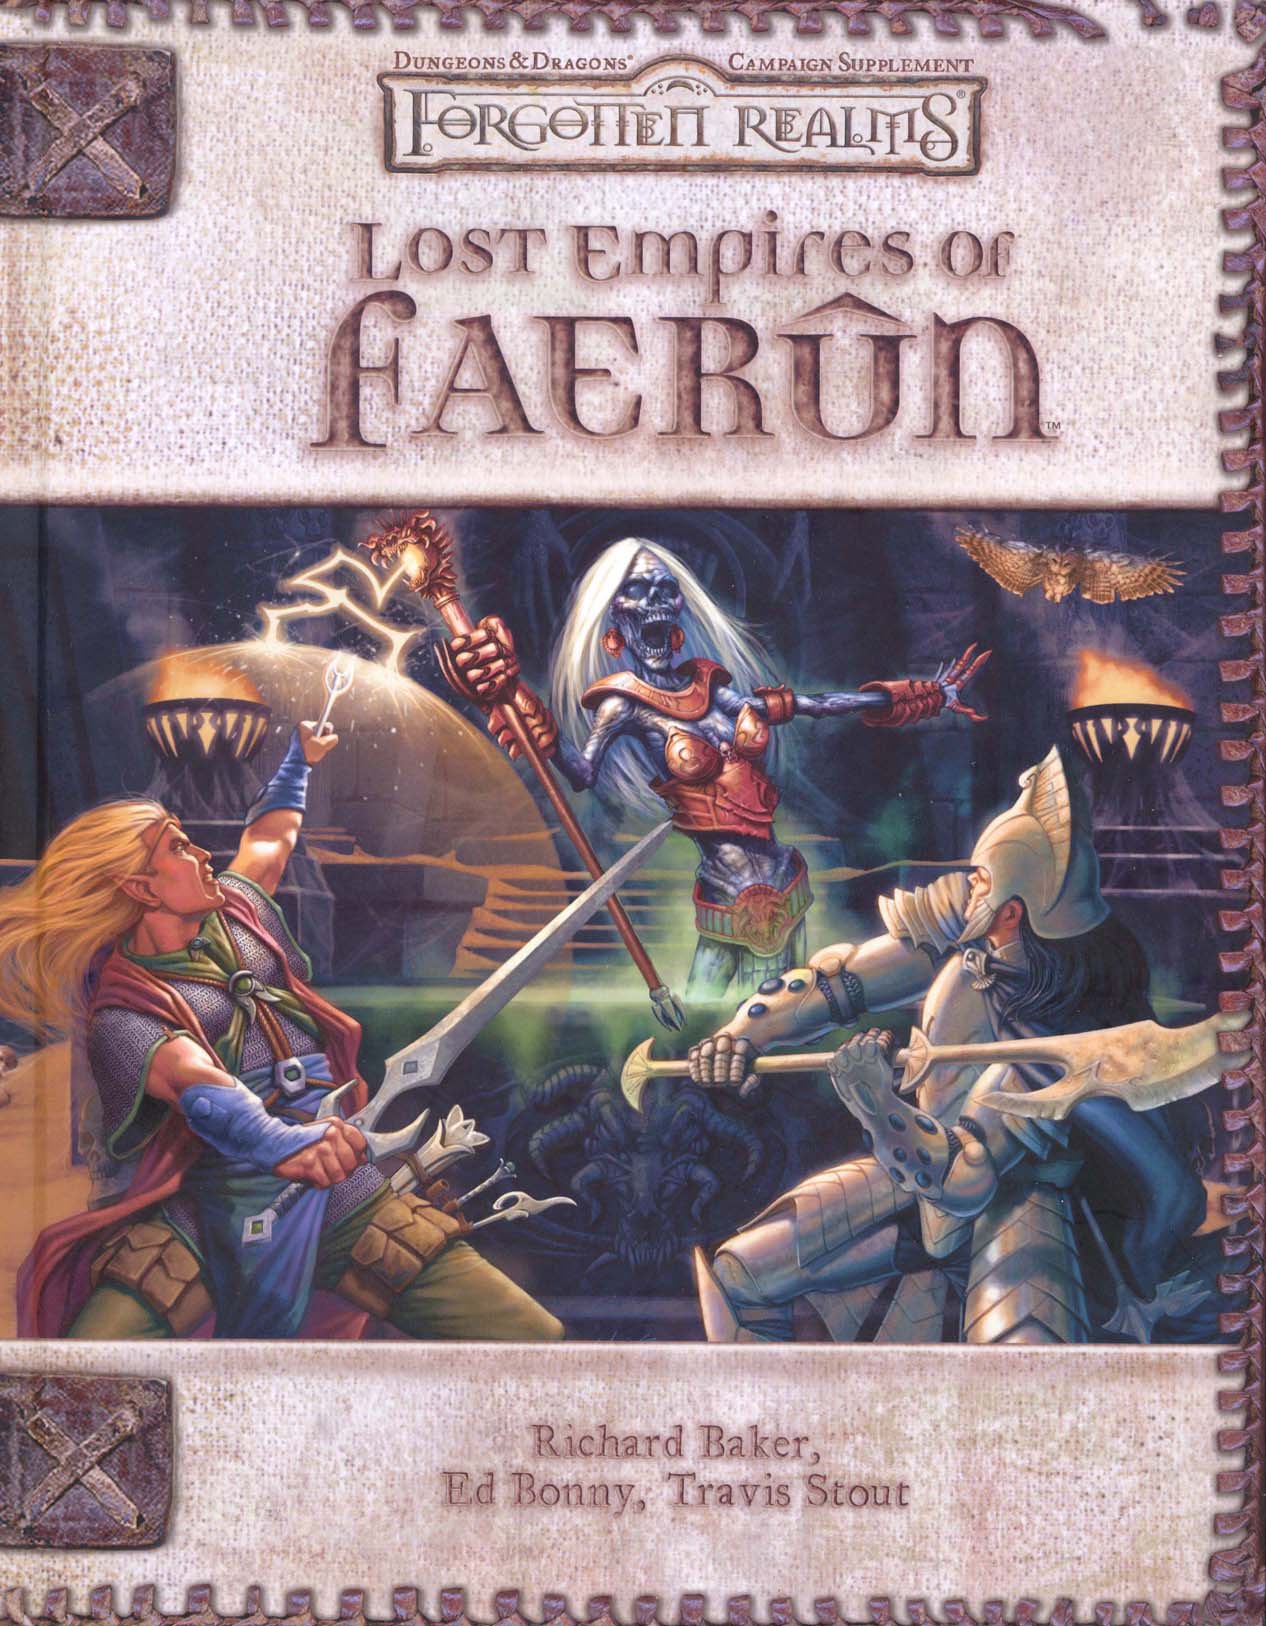 DUNGEONS & DRAGONS® CAMPAIGN SUPPLEMENT
FORGOTTEN REALMS®
LOST EMPIRES OF
FAERÛN™
Richard Baker,
Ed Bonny, Travis Stout